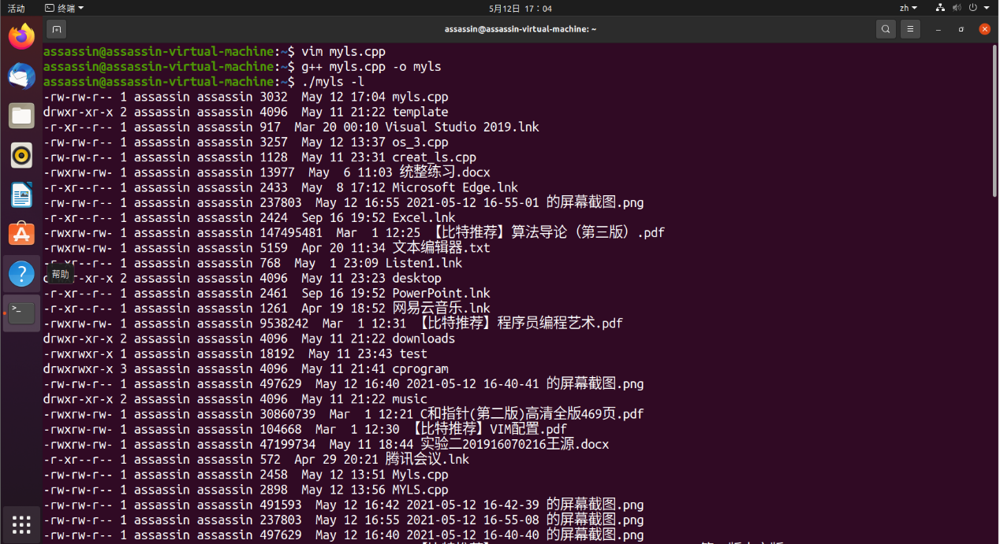 活动 终端 5月12日 17：04 zh
assassin@assassin-virtual-machine: ~
assassin@assassin-virtual-machine:~$ vim myls.cpp
assassin@assassin-virtual-machine:~$ g++ myls.cpp -o myls
assassin@assassin-virtual-machine:~$ ./myls -l
-rw-rw-r-- 1 assassin assassin 3032  May 12 17:04 myls.cpp
drwxr-xr-x 2 assassin assassin 4096  May 11 21:22 template
-r-xr--r-- 1 assassin assassin 917  Mar 20 00:10 Visual Studio 2019.lnk
-rw-rw-r-- 1 assassin assassin 3257  May 12 13:37 os_3.cpp
-rw-rw-r-- 1 assassin assassin 1128  May 11 23:31 creat_ls.cpp
-rwxrw-rw- 1 assassin assassin 13977  May  6 11:03 统整练习.docx
-r-xr--r-- 1 assassin assassin 2433  May  8 17:12 Microsoft Edge.lnk
-rw-rw-r-- 1 assassin assassin 237803  May 12 16:55 2021-05-12 16-55-01 的屏幕截图.png
-r-xr--r-- 1 assassin assassin 2424  Sep 16 19:52 Excel.lnk
-rwxrw-rw- 1 assassin assassin 147495481  Mar  1 12:25 【比特推荐】算法导论（第三版）.pdf
-rwxrw-rw- 1 assassin assassin 5159  Apr 20 11:34 文本编辑器.txt
-r-xr--r-- 1 assassin assassin 768  May  1 23:09 Listen1.lnk
帮助
-xr-x 2 assassin assassin 4096  May 11 23:23 desktop
-r-xr--r-- 1 assassin assassin 2461  Sep 16 19:52 PowerPoint.lnk
-r-xr--r-- 1 assassin assassin 1261  Apr 19 18:52 网易云音乐.lnk
-rwxrw-rw- 1 assassin assassin 9538242  Mar  1 12:31 【比特推荐】程序员编程艺术.pdf
drwxr-xr-x 2 assassin assassin 4096  May 11 21:22 downloads
-rwxrwxr-x 1 assassin assassin 18192  May 11 23:43 test
drwxrwxr-x 3 assassin assassin 4096  May 11 21:41 cprogram
-rw-rw-r-- 1 assassin assassin 497629  May 12 16:40 2021-05-12 16-40-41 的屏幕截图.png
drwxr-xr-x 2 assassin assassin 4096  May 11 21:22 music
-rwxrw-rw- 1 assassin assassin 30860739  Mar  1 12:21 C和指针(第二版)高清全版469页.pdf
-rwxrw-rw- 1 assassin assassin 104668  Mar  1 12:30 【比特推荐】VIM配置.pdf
-rwxrw-rw- 1 assassin assassin 47199734  May 11 18:44 实验二201916070216王源.docx
-r-xr--r-- 1 assassin assassin 572  Apr 29 20:21 腾讯会议.lnk
-rw-rw-r-- 1 assassin assassin 2458  May 12 13:51 Myls.cpp
-rw-rw-r-- 1 assassin assassin 2898  May 12 13:56 MYLS.cpp
-rw-rw-r-- 1 assassin assassin 491593  May 12 16:42 2021-05-12 16-42-39 的屏幕截图.png
-rw-rw-r-- 1 assassin assassin 237803  May 12 16:55 2021-05-12 16-55-08 的屏幕截图.png
-rw-rw-r-- 1 assassin assassin 497629  May 12 16:40 2021-05-12 16-40-40 的屏幕截图.png